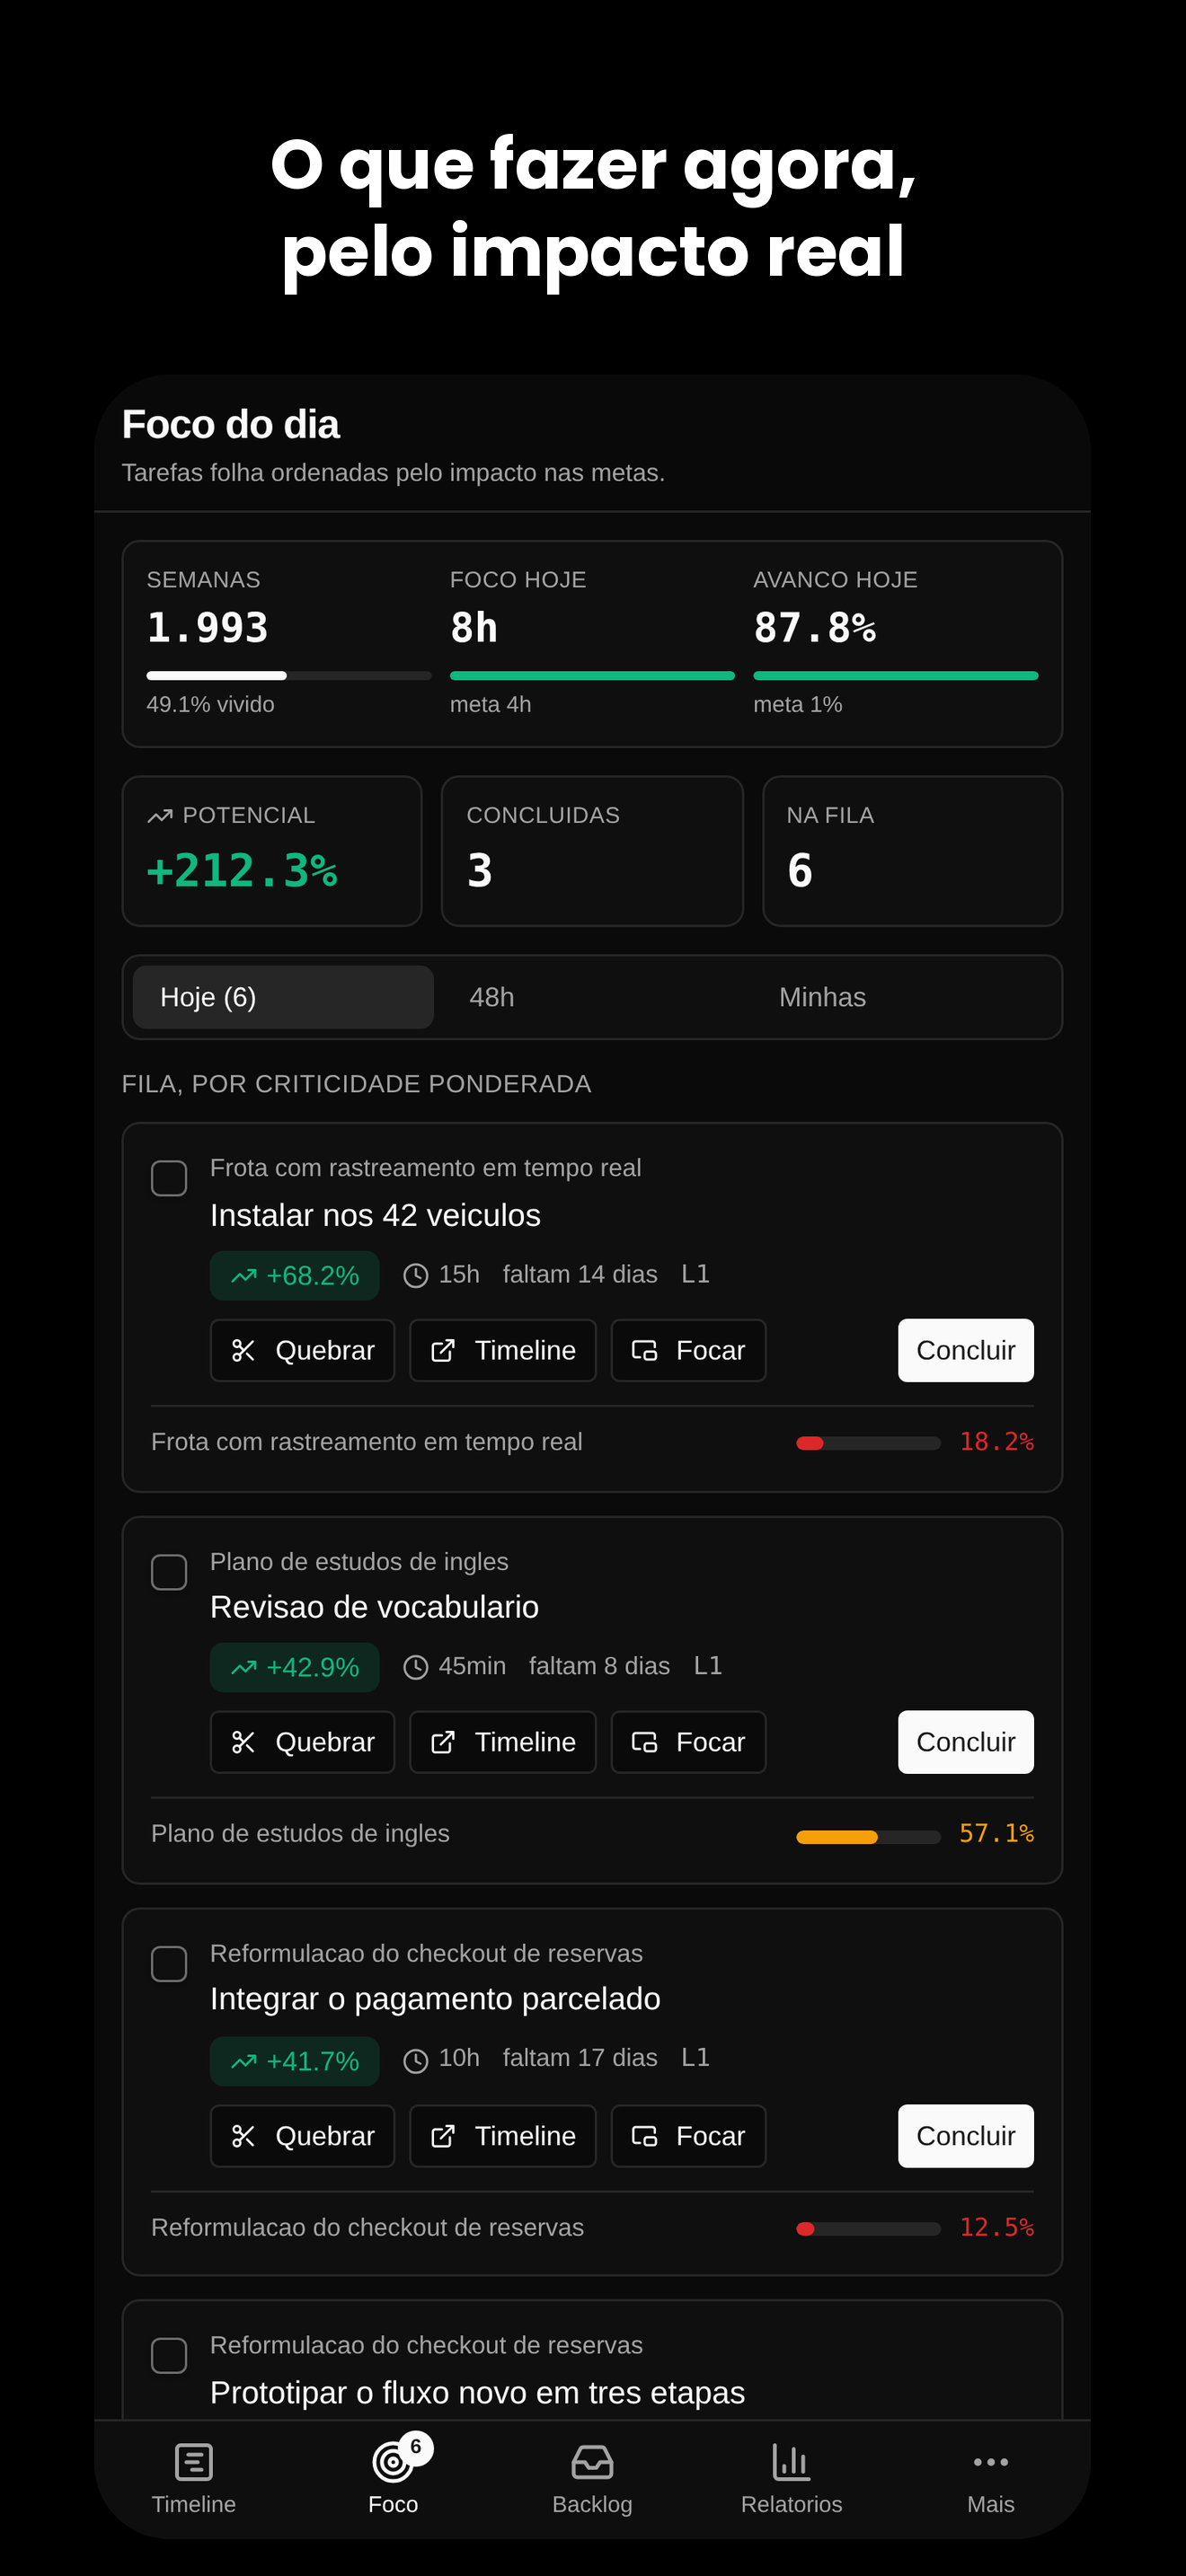 O que fazer agora,
pelo impacto real
Foco do dia
Tarefas folha ordenadas pelo impacto nas metas.
SEMANAS
1.993
49.1% vivido
FOCO HOJE
8h
meta 4h
AVANCO HOJE
87.8%
meta 1%
POTENCIAL
+212.3%
CONCLUIDAS
3
NA FILA
6
Hoje (6)
48h
Minhas
FILA, POR CRITICIDADE PONDERADA
Frota com rastreamento em tempo real
Instalar nos 42 veiculos
+68.2% 15h faltam 14 dias L1
Quebrar Timeline Focar Concluir
Frota com rastreamento em tempo real 18.2%
Plano de estudos de ingles
Revisao de vocabulario
+42.9% 45min faltam 8 dias L1
Quebrar Timeline Focar Concluir
Plano de estudos de ingles 57.1%
Reformulacao do checkout de reservas
Integrar o pagamento parcelado
+41.7% 10h faltam 17 dias L1
Quebrar Timeline Focar Concluir
Reformulacao do checkout de reservas 12.5%
Reformulacao do checkout de reservas
Prototipar o fluxo novo em tres etapas
6
Timeline Foco Backlog Relatorios Mais